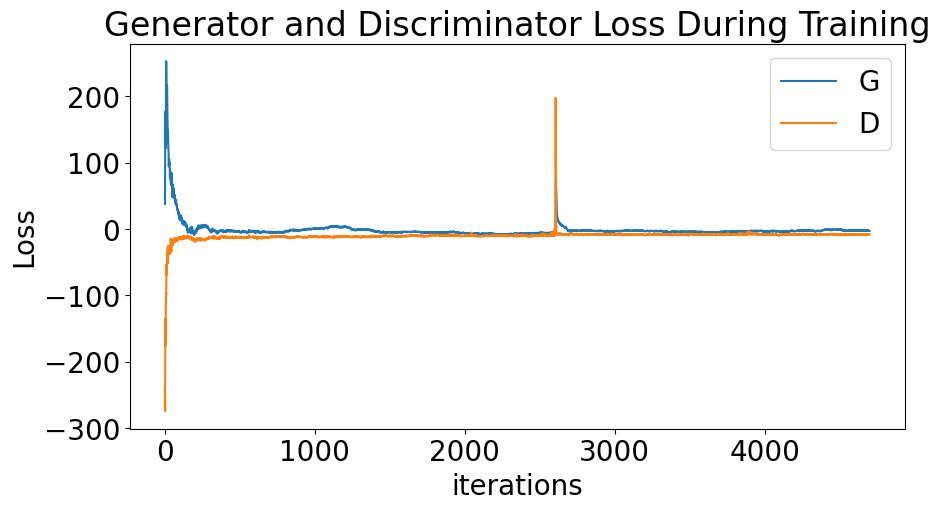 Generator and Discriminator Loss During Training
G
D
200
100
0
−100
−200
−300
Loss
0 1000 2000 3000 4000
iterations